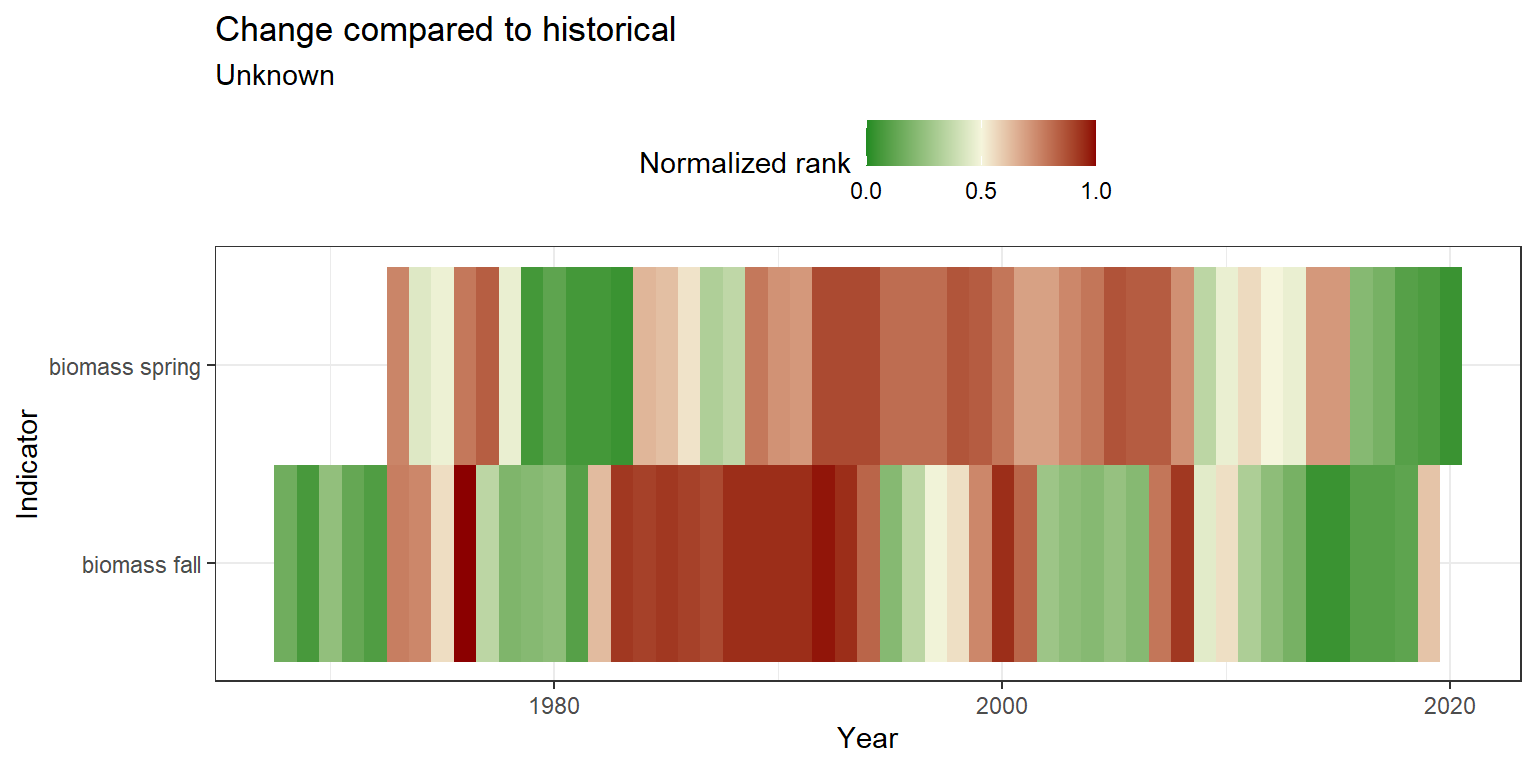 Change compared to historical
Unknown
Normalized rank
0.0 0.5 1.0
biomass spring
biomass fall
Indicator
1980 2000 2020
Year